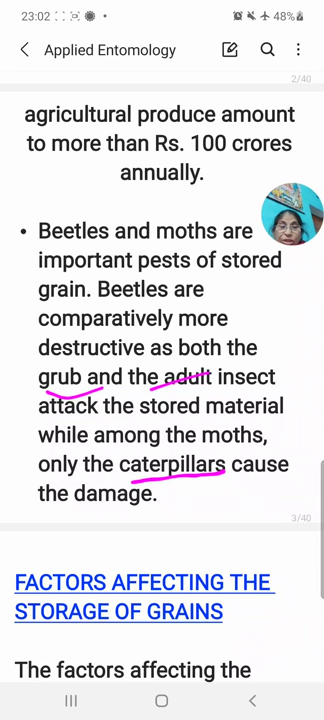 23:02 48%
Applied Entomology
2/40
agricultural produce amount
to more than Rs. 100 crores
annually.
• Beetles and moths are
important pests of stored
grain. Beetles are
comparatively more
destructive as both the
grub and the adult insect
attack the stored material
while among the moths,
only the caterpillars cause
the damage.
3/40
FACTORS AFFECTING THE
STORAGE OF GRAINS
The factors affecting the